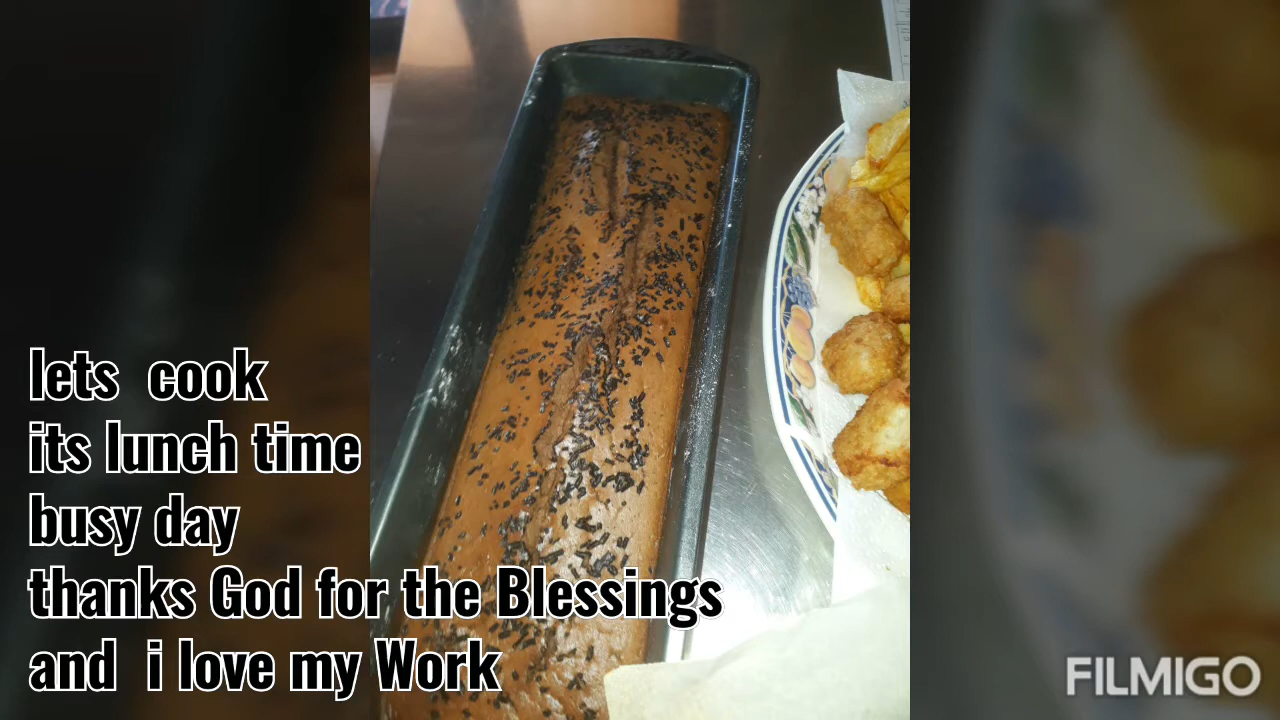 lets  cook
its lunch time
busy day
thanks God for the Blessings
and  i love my Work
FILMIGO